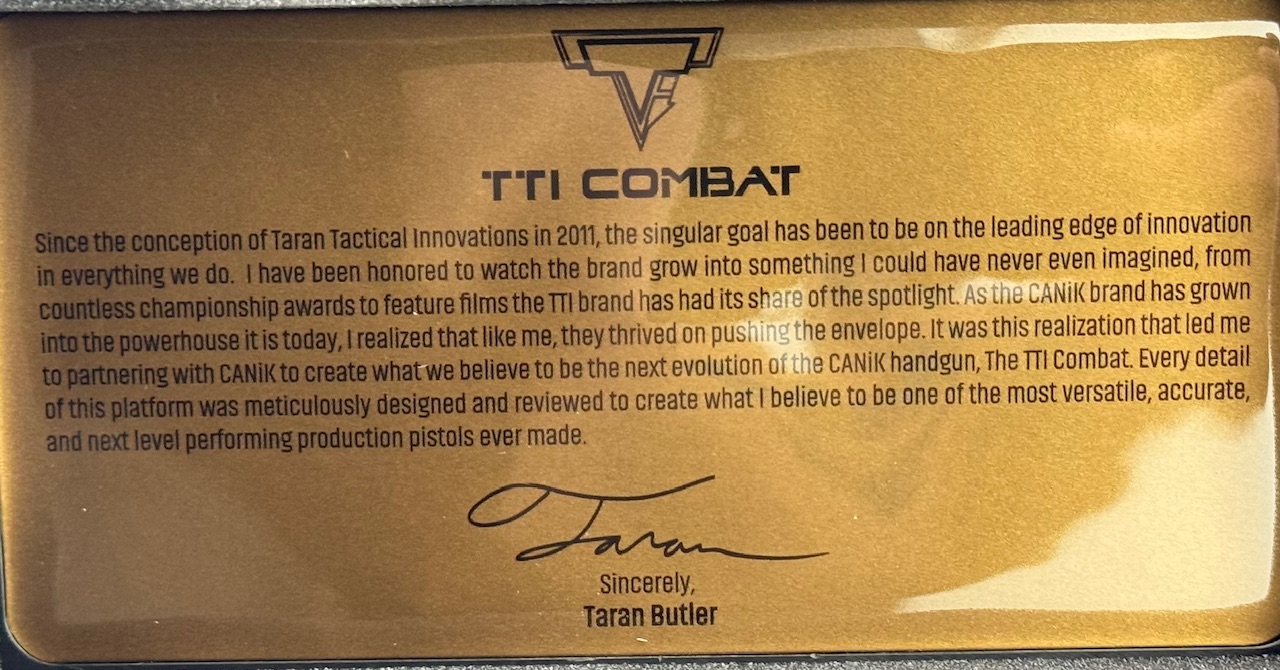 TTI COMBAT
Since the conception of Taran Tactical Innovations in 2011, the singular goal has been to be on the leading edge of innovation
in everything we do. I have been honored to watch the brand grow into something I could have never even imagined, from
countless championship awards to feature films the TTI brand has had its share of the spotlight. As the CANiK brand has grown
into the powerhouse it is today, I realized that like me, they thrived on pushing the envelope. It was this realization that led me
to partnering with CANiK to create what we believe to be the next evolution of the CANiK handgun, The TTI Combat. Every detail
of this platform was meticulously designed and reviewed to create what I believe to be one of the most versatile, accurate,
and next level performing production pistols ever made.
Taran
Sincerely,
Taran Butler